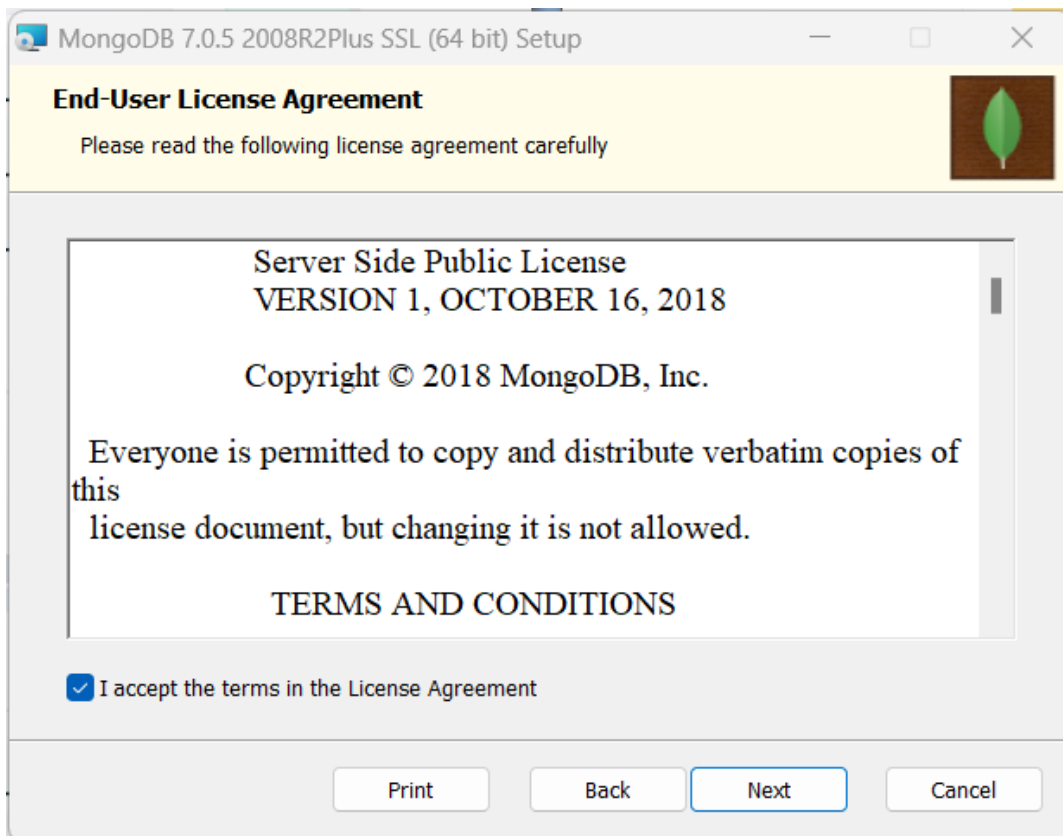 MongoDB 7.0.5 2008R2Plus SSL (64 bit) Setup
End-User License Agreement
Please read the following license agreement carefully
Server Side Public License
VERSION 1, OCTOBER 16, 2018
Copyright © 2018 MongoDB, Inc.
Everyone is permitted to copy and distribute verbatim copies of
this
license document, but changing it is not allowed.
TERMS AND CONDITIONS
I accept the terms in the License Agreement
Print Back Next Cancel